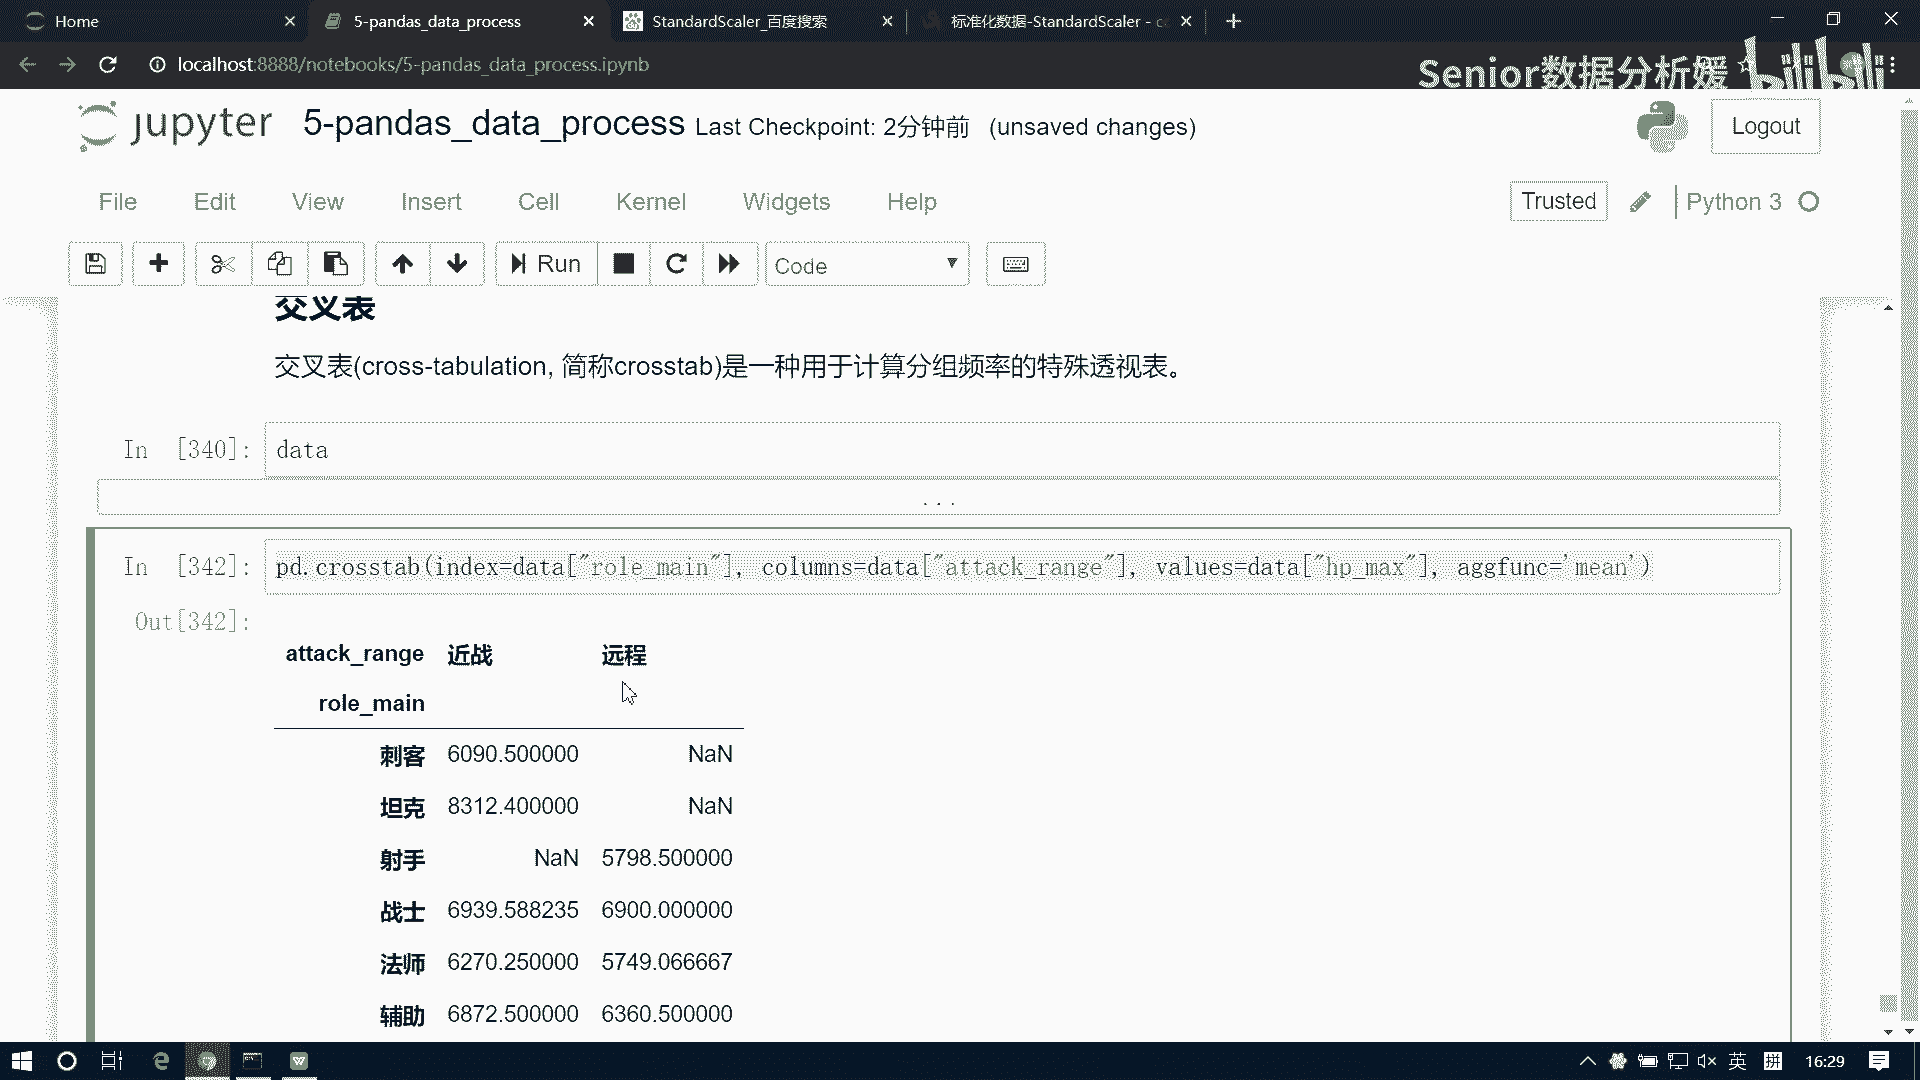 Home
5-pandas_data_process
StandardScaler_百度搜索
标准化数据-StandardScaler - c
localhost:8888/notebooks/5-pandas_data_process.ipynb
Senior数据分析媛 bilibili
jupyter 5-pandas_data_process Last Checkpoint: 2分钟前 (unsaved changes)
Logout
File Edit View Insert Cell Kernel Widgets Help
Trusted Python 3
Run Code
交叉表
交叉表(cross-tabulation, 简称crosstab)是一种用于计算分组频率的特殊透视表。
In [340]: data
...
In [342]: pd.crosstab(index=data["role_main"], columns=data["attack_range"], values=data["hp_max"], aggfunc='mean')
Out[342]:
attack_range 近战 远程
role_main
刺客 6090.500000 NaN
坦克 8312.400000 NaN
射手 NaN 5798.500000
战士 6939.588235 6900.000000
法师 6270.250000 5749.066667
辅助 6872.500000 6360.500000
英 拼 16:29